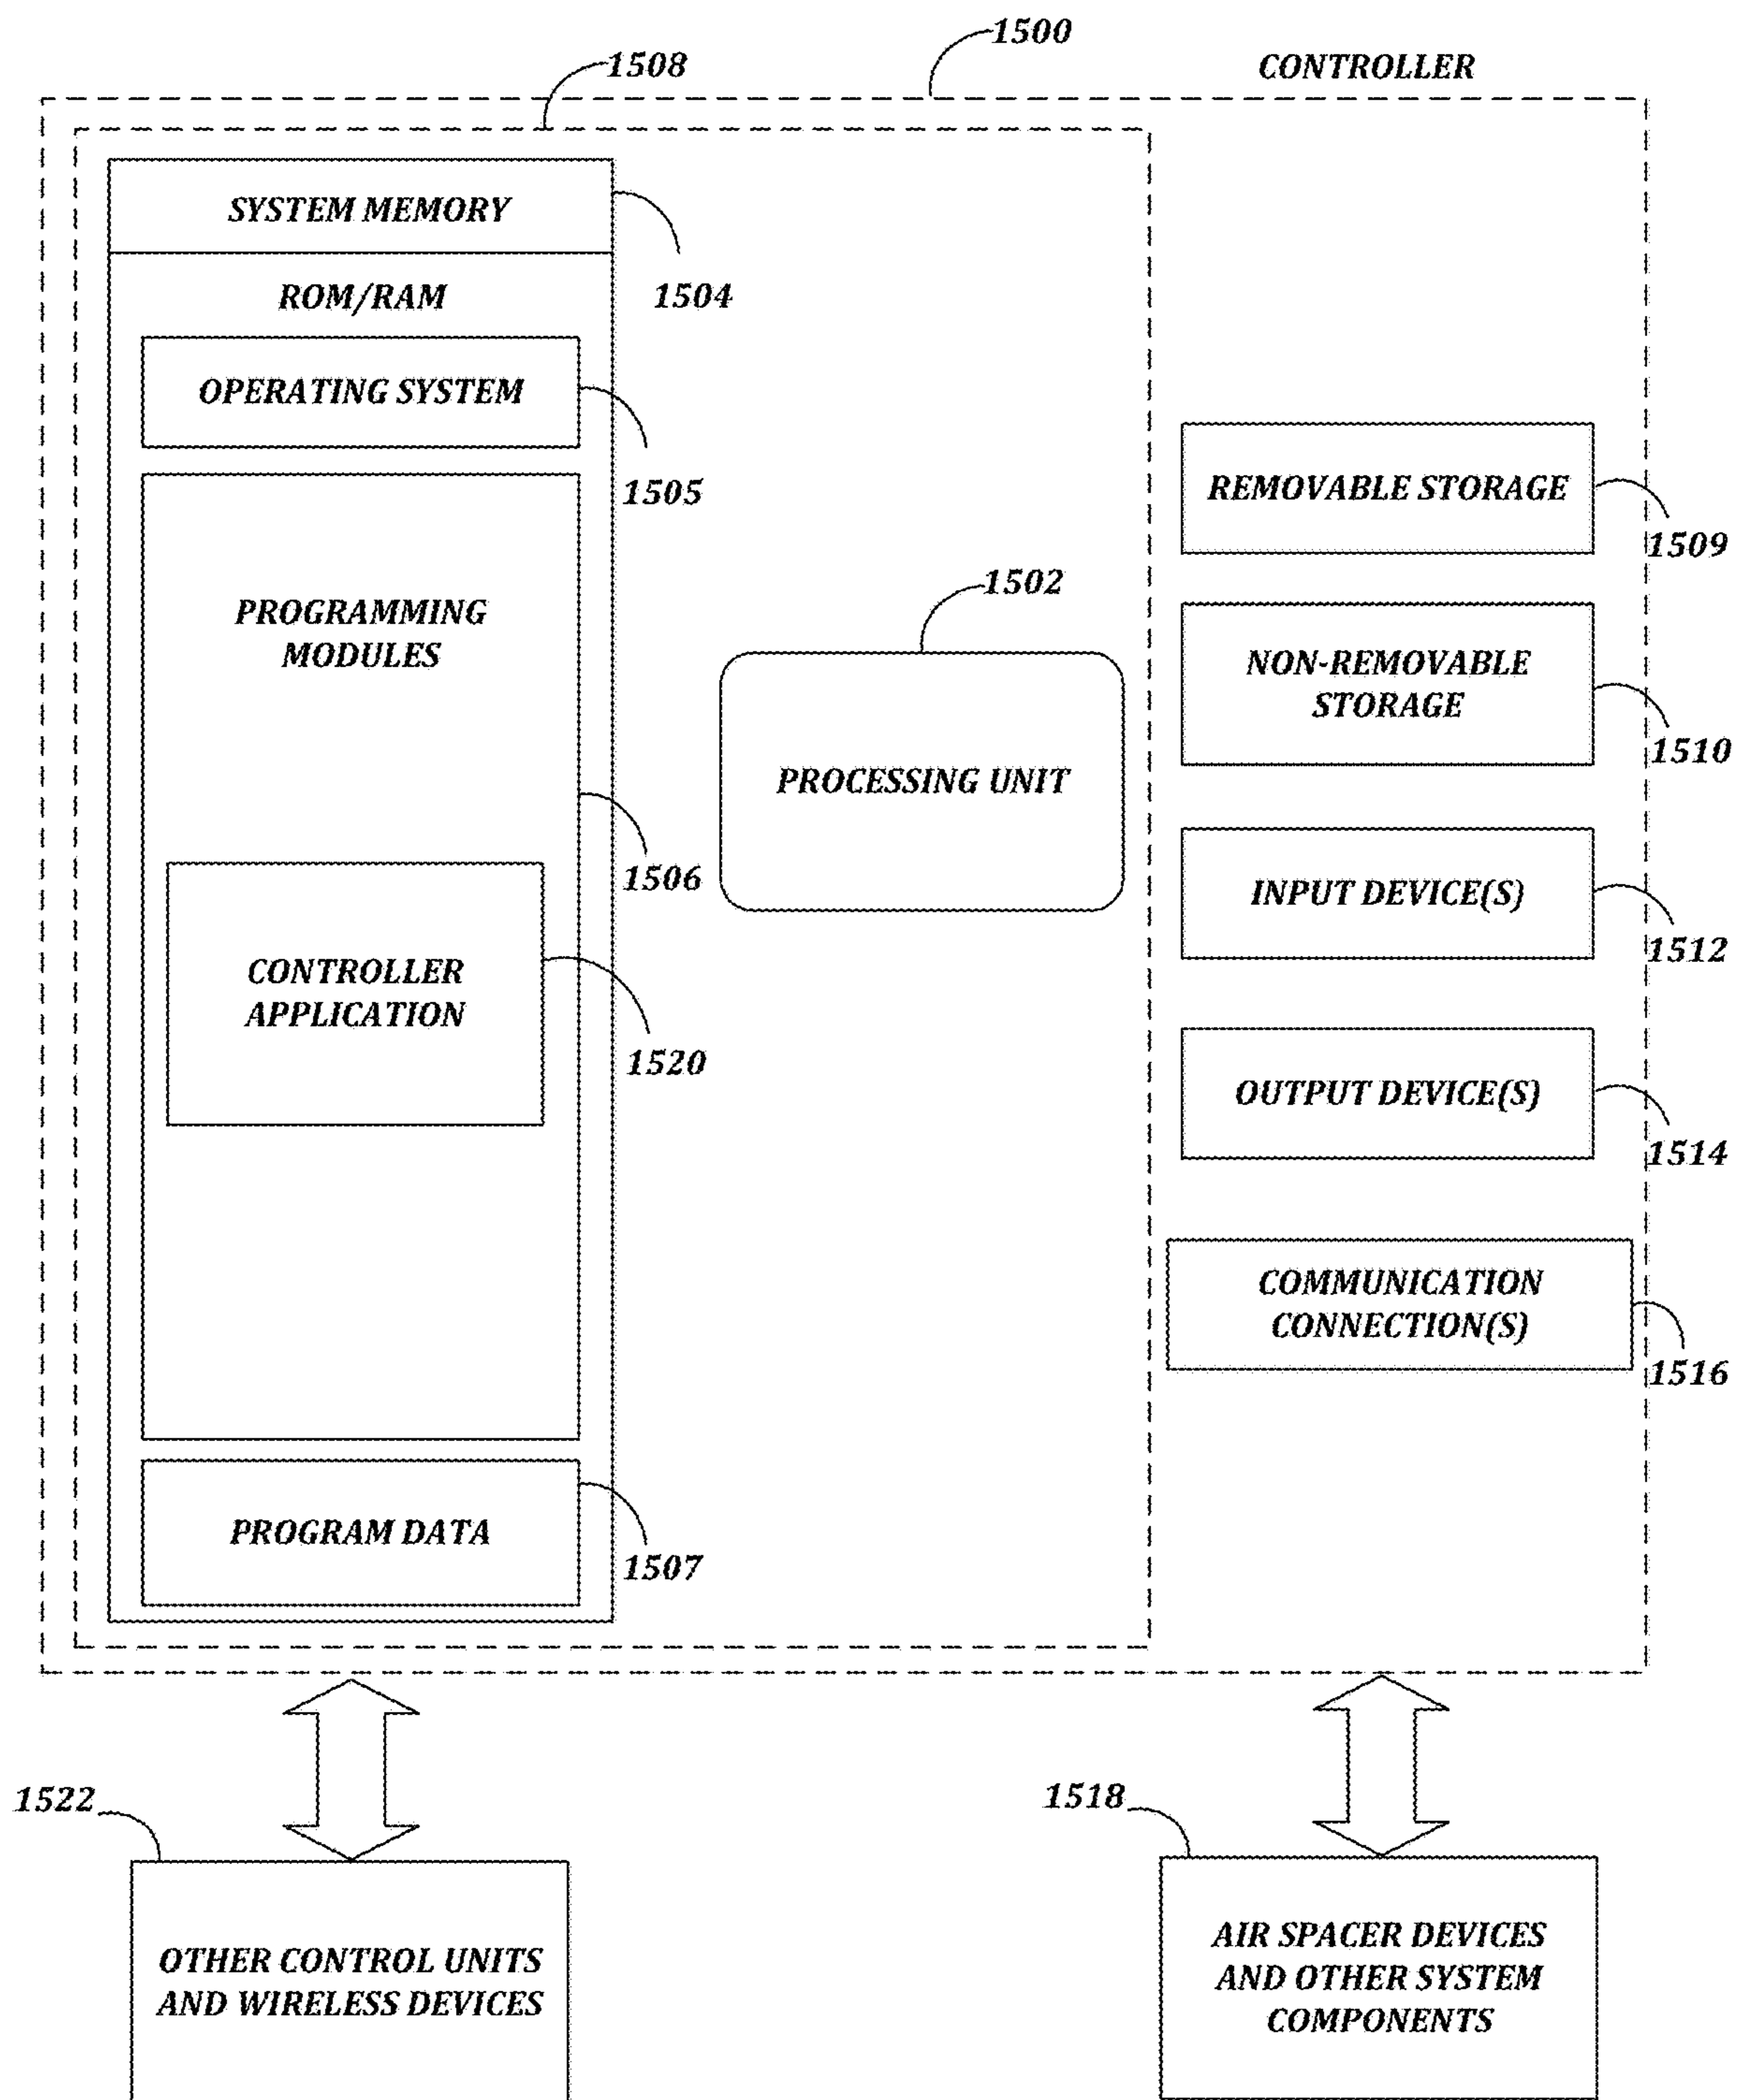 1500
1508
CONTROLLER
SYSTEM MEMORY
1504
ROM/RAM
OPERATING SYSTEM
1505
PROGRAMMING
MODULES
1506
CONTROLLER
APPLICATION
1520
PROGRAM DATA
1507
1502
PROCESSING UNIT
REMOVABLE STORAGE
1509
NON-REMOVABLE
STORAGE
1510
INPUT DEVICE(S)
1512
OUTPUT DEVICE(S)
1514
COMMUNICATION
CONNECTION(S)
1516
1522
OTHER CONTROL UNITS
AND WIRELESS DEVICES
1518
AIR SPACER DEVICES
AND OTHER SYSTEM
COMPONENTS